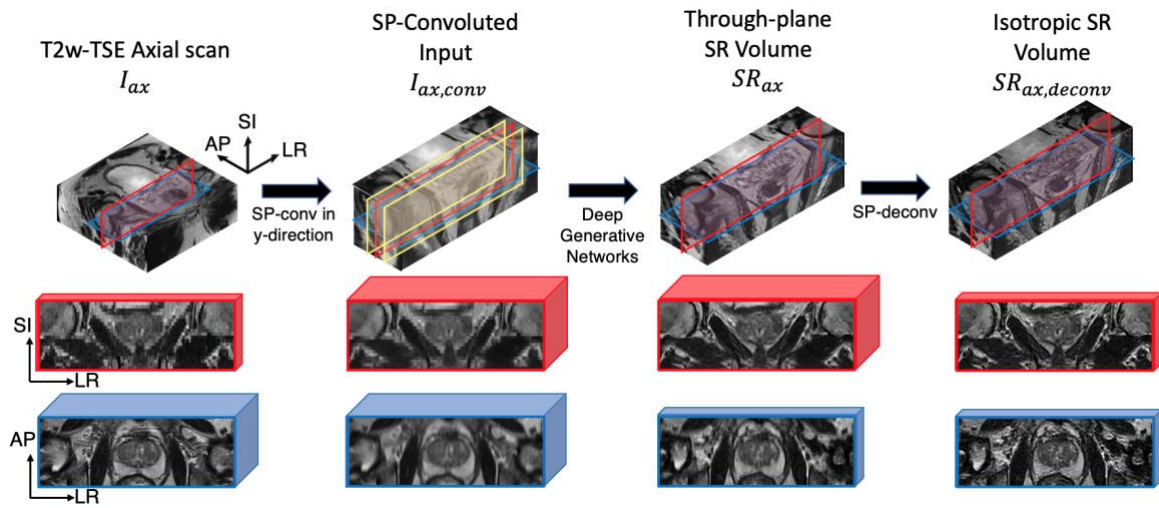 T2w-TSE Axial scan
I_ax
SP-Convoluted
Input
I_ax,conv
Through-plane
SR Volume
SR_ax
Isotropic SR
Volume
SR_ax,deconv
SI
AP
LR
SP-conv in
y-direction
Deep
Generative
Networks
SP-deconv
SI
LR
AP
LR